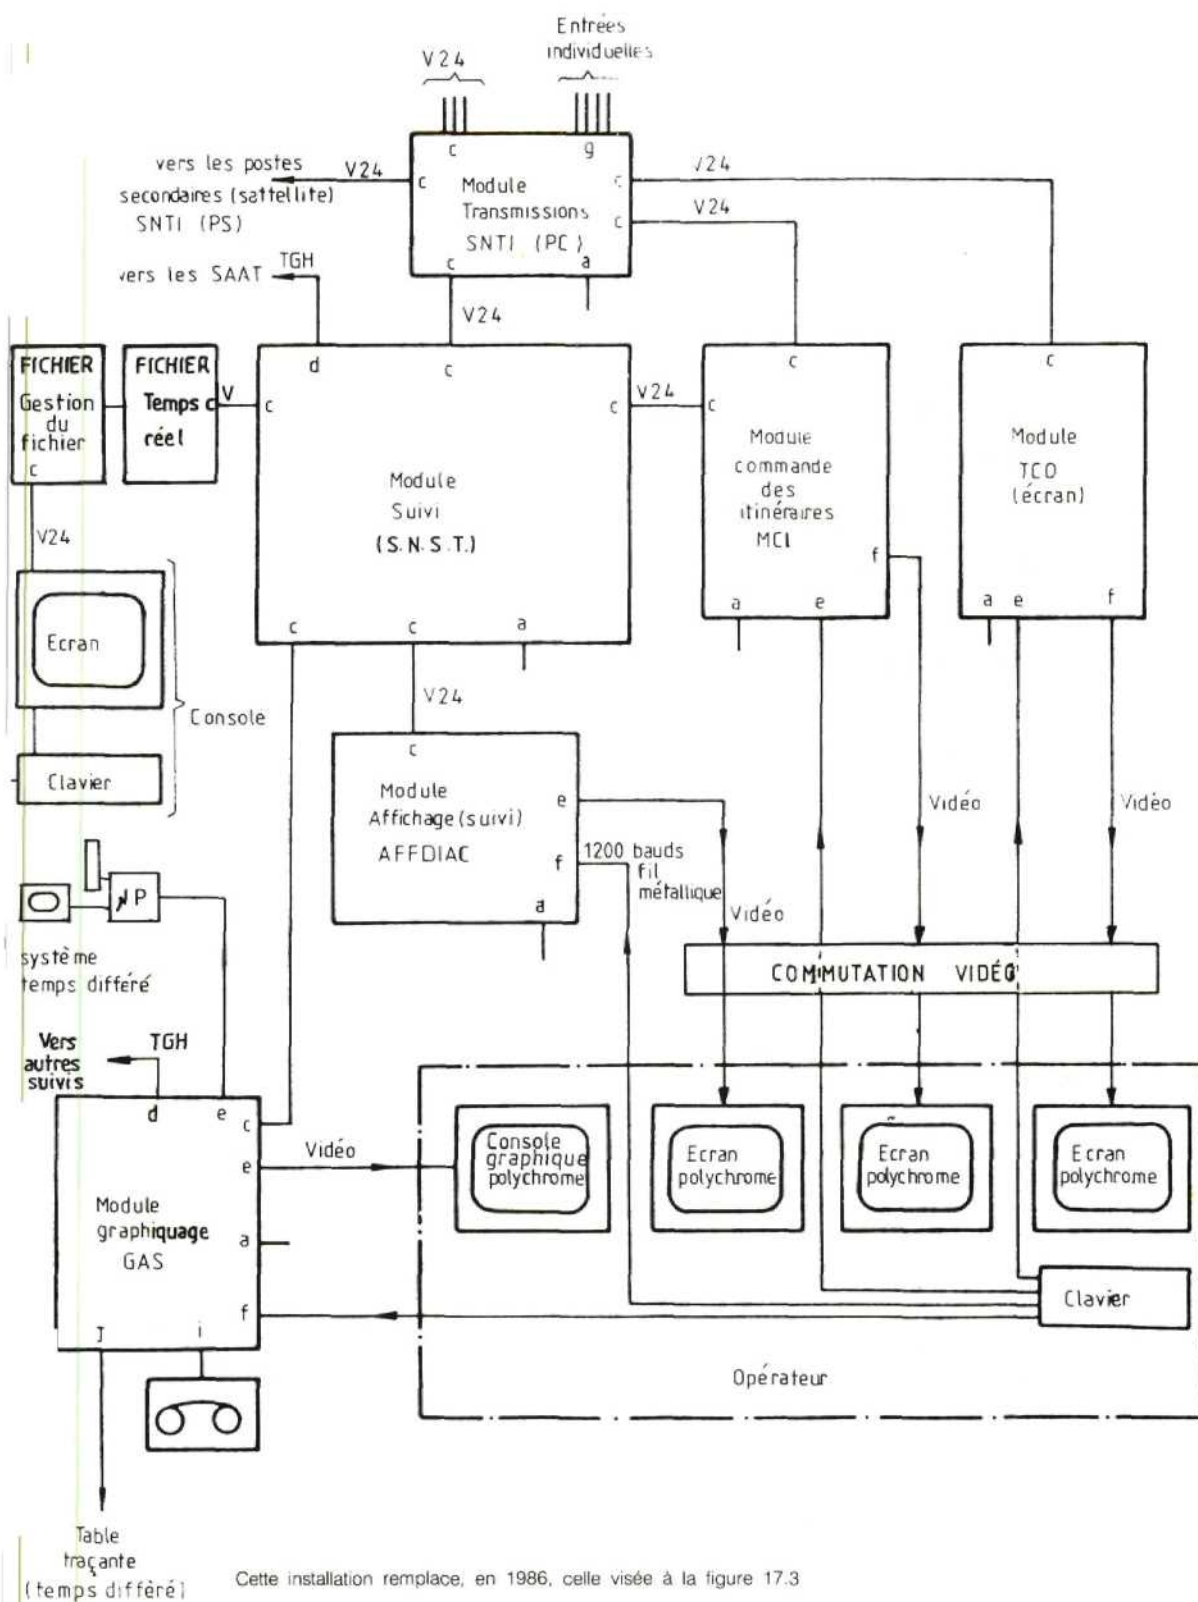 Entrées
individuelles
V24
c
g
vers les postes
secondaires (sattellite)
SNTI (PS)
V24
c
Module
Transmissions
SNTI (PC)
c
c
c
a
V24
V24
vers les SAAT
TGH
V24
FICHIER
Gestion
du
fichier
c
FICHIER
Temps c
réel
V
d
c
c
c
Module
Suivi
(S.N.S.T.)
c
c
a
V24
c
c
Module
commande
des
itinéraires
MCI
f
a
e
c
Module
TCO
(écran)
a
e
f
V24
Ecran
Console
Clavier
V24
c
Module
Affichage (suivi)
AFFDIAC
e
f
a
1200 bauds
fil
métallique
Vidéo
Vidéo
Vidéo
COMMUTATION VIDÉO
P
système
temps différé
Vers
autres
suivis
TGH
d
e
c
e
Module
graphiquage
GAS
a
f
J
i
Vidéo
Console
graphique
polychrome
Ecran
polychrome
Ecran
polychrome
Ecran
polychrome
Clavier
Opérateur
Table
traçante
(temps différé)
Cette installation remplace, en 1986, celle visée à la figure 17.3